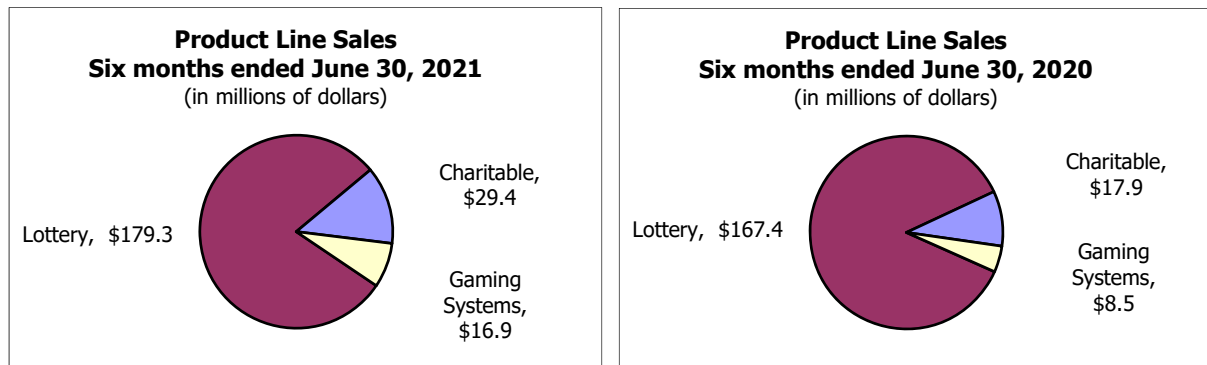 Product Line Sales
Six months ended June 30, 2021
(in millions of dollars)
Charitable,
$29.4
Lottery, $179.3
Gaming
Systems,
$16.9
Product Line Sales
Six months ended June 30, 2020
(in millions of dollars)
Charitable,
$17.9
Lottery, $167.4
Gaming
Systems,
$8.5